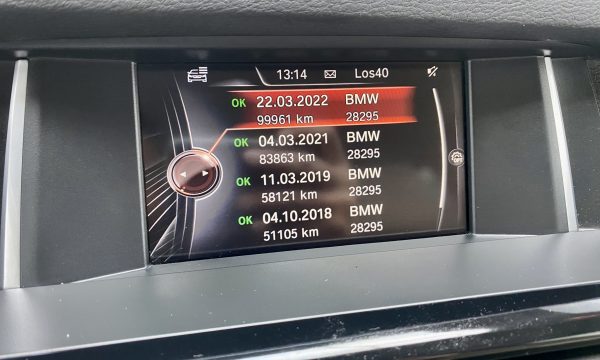 13:14 Los40
OK 22.03.2022 BMW
99961 km 28295
OK 04.03.2021 BMW
83863 km 28295
OK 11.03.2019 BMW
58121 km 28295
OK 04.10.2018 BMW
51105 km 28295
OFF